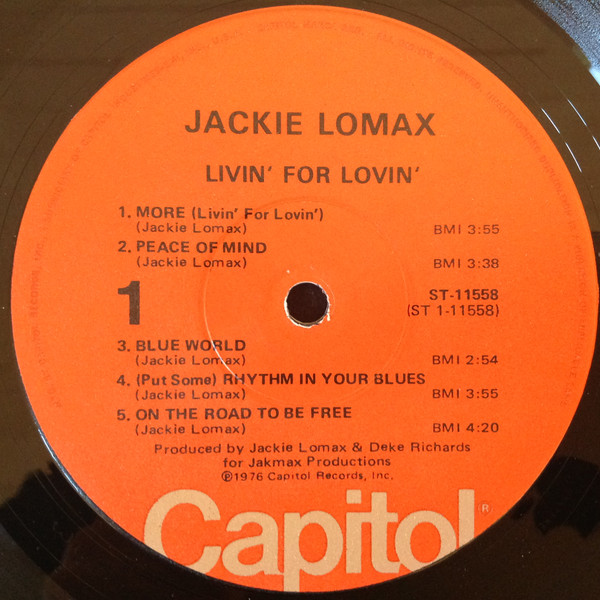 JACKIE LOMAX
LIVIN' FOR LOVIN'
1. MORE (Livin' For Lovin')
(Jackie Lomax) BMI 3:55
2. PEACE OF MIND
(Jackie Lomax) BMI 3:38
1 ST-11558
(ST 1-11558)
3. BLUE WORLD
(Jackie Lomax) BMI 2:54
4. (Put Some) RHYTHM IN YOUR BLUES
(Jackie Lomax) BMI 3:55
5. ON THE ROAD TO BE FREE
(Jackie Lomax) BMI 4:20
Produced by Jackie Lomax & Deke Richards
for Jakmax Productions
℗1976 Capitol Records, Inc.
Capitol®